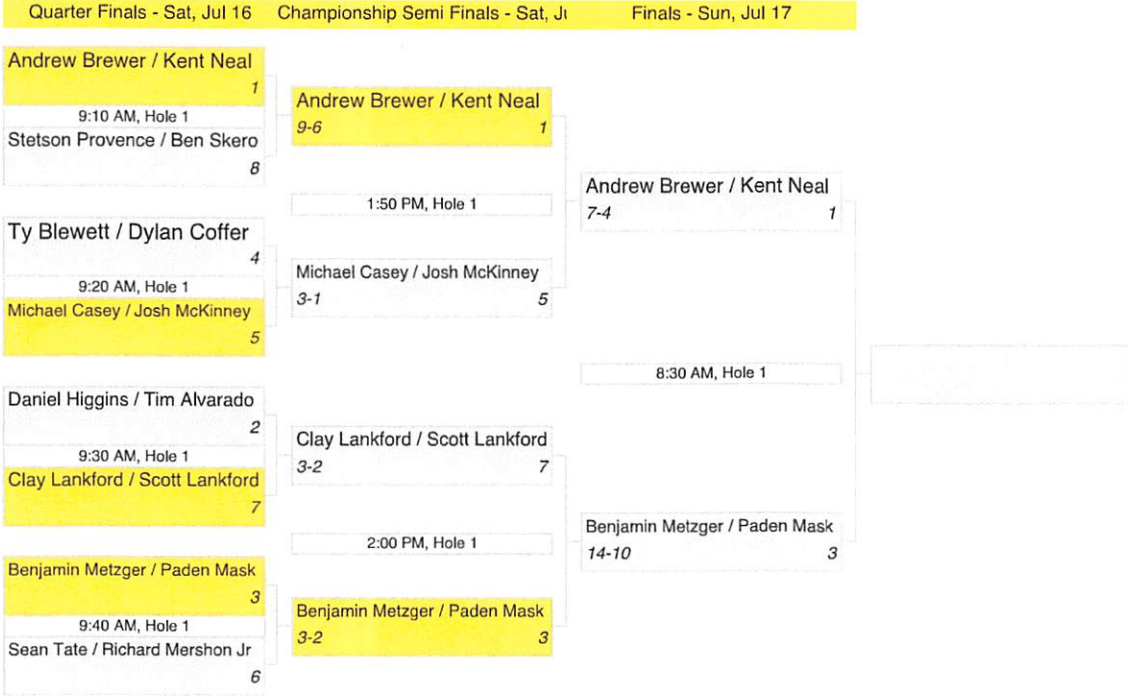 Quarter Finals - Sat, Jul 16
Championship Semi Finals - Sat, Ju
Finals - Sun, Jul 17
Andrew Brewer / Kent Neal
1
9:10 AM, Hole 1
Stetson Provence / Ben Skero
8
Ty Blewett / Dylan Coffer
4
9:20 AM, Hole 1
Michael Casey / Josh McKinney
5
Daniel Higgins / Tim Alvarado
2
9:30 AM, Hole 1
Clay Lankford / Scott Lankford
7
Benjamin Metzger / Paden Mask
3
9:40 AM, Hole 1
Sean Tate / Richard Mershon Jr
6
Andrew Brewer / Kent Neal
9-6 1
1:50 PM, Hole 1
Michael Casey / Josh McKinney
3-1 5
Clay Lankford / Scott Lankford
3-2 7
2:00 PM, Hole 1
Benjamin Metzger / Paden Mask
3-2 3
Andrew Brewer / Kent Neal
7-4 1
8:30 AM, Hole 1
Benjamin Metzger / Paden Mask
14-10 3